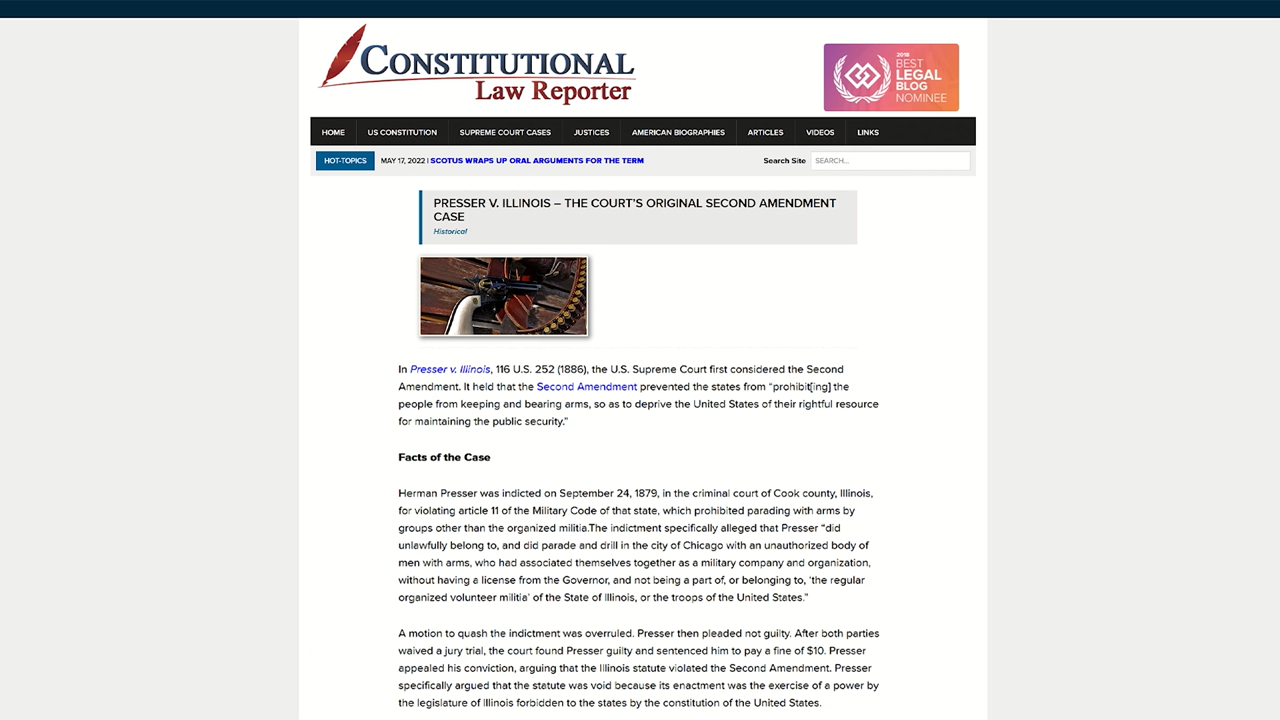 CONSTITUTIONAL
Law Reporter
2018
BEST
LEGAL
BLOG
NOMINEE
HOME US CONSTITUTION SUPREME COURT CASES JUSTICES AMERICAN BIOGRAPHIES ARTICLES VIDEOS LINKS
HOT-TOPICS MAY 17, 2022 | SCOTUS WRAPS UP ORAL ARGUMENTS FOR THE TERM Search Site SEARCH...
PRESSER V. ILLINOIS – THE COURT'S ORIGINAL SECOND AMENDMENT
CASE
Historical
In Presser v. Illinois, 116 U.S. 252 (1886), the U.S. Supreme Court first considered the Second
Amendment. It held that the Second Amendment prevented the states from “prohibit[ing] the
people from keeping and bearing arms, so as to deprive the United States of their rightful resource
for maintaining the public security.”
Facts of the Case
Herman Presser was indicted on September 24, 1879, in the criminal court of Cook county, Illinois,
for violating article 11 of the Military Code of that state, which prohibited parading with arms by
groups other than the organized militia.The indictment specifically alleged that Presser “did
unlawfully belong to, and did parade and drill in the city of Chicago with an unauthorized body of
men with arms, who had associated themselves together as a military company and organization,
without having a license from the Governor, and not being a part of, or belonging to, ‘the regular
organized volunteer militia’ of the State of Illinois, or the troops of the United States.”
A motion to quash the indictment was overruled. Presser then pleaded not guilty. After both parties
waived a jury trial, the court found Presser guilty and sentenced him to pay a fine of $10. Presser
appealed his conviction, arguing that the Illinois statute violated the Second Amendment. Presser
specifically argued that the statute was void because its enactment was the exercise of a power by
the legislature of Illinois forbidden to the states by the constitution of the United States.